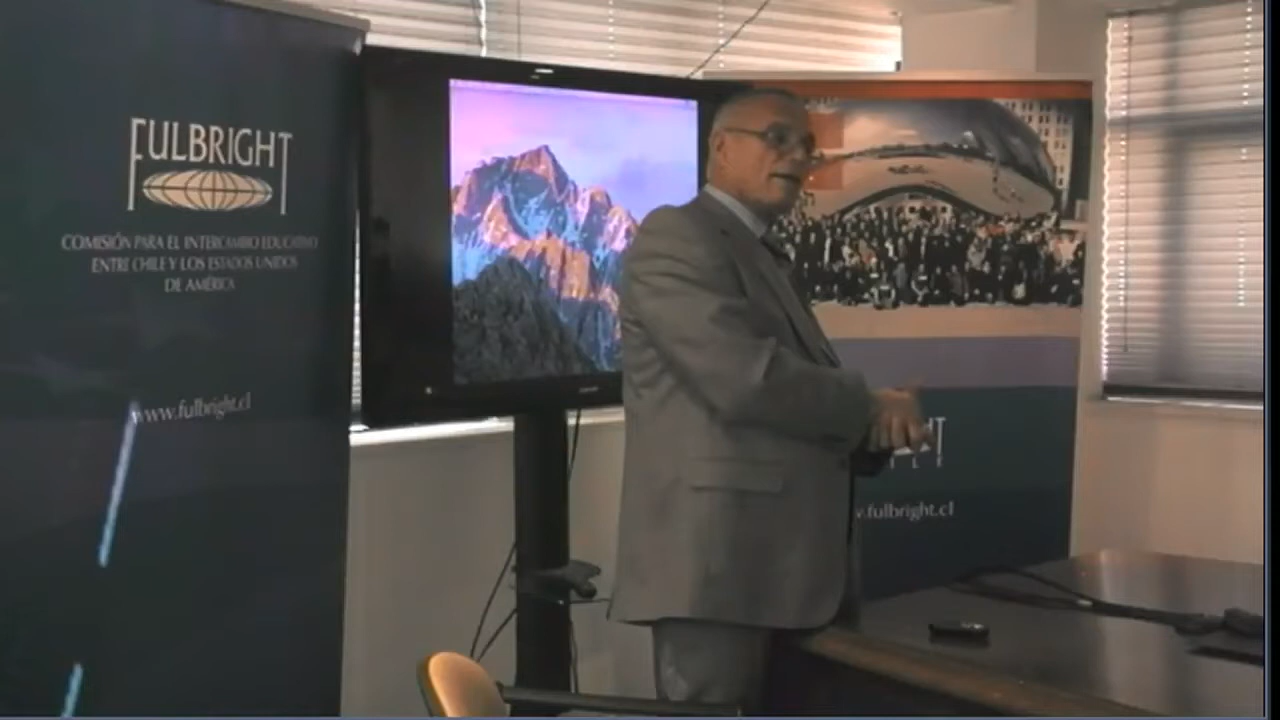 FULBRIGHT
COMISIÓN PARA EL INTERCAMBIO EDUCATIVO
ENTRE CHILE Y LOS ESTADOS UNIDOS
DE AMÉRICA
www.fulbright.cl
.fulbright.cl